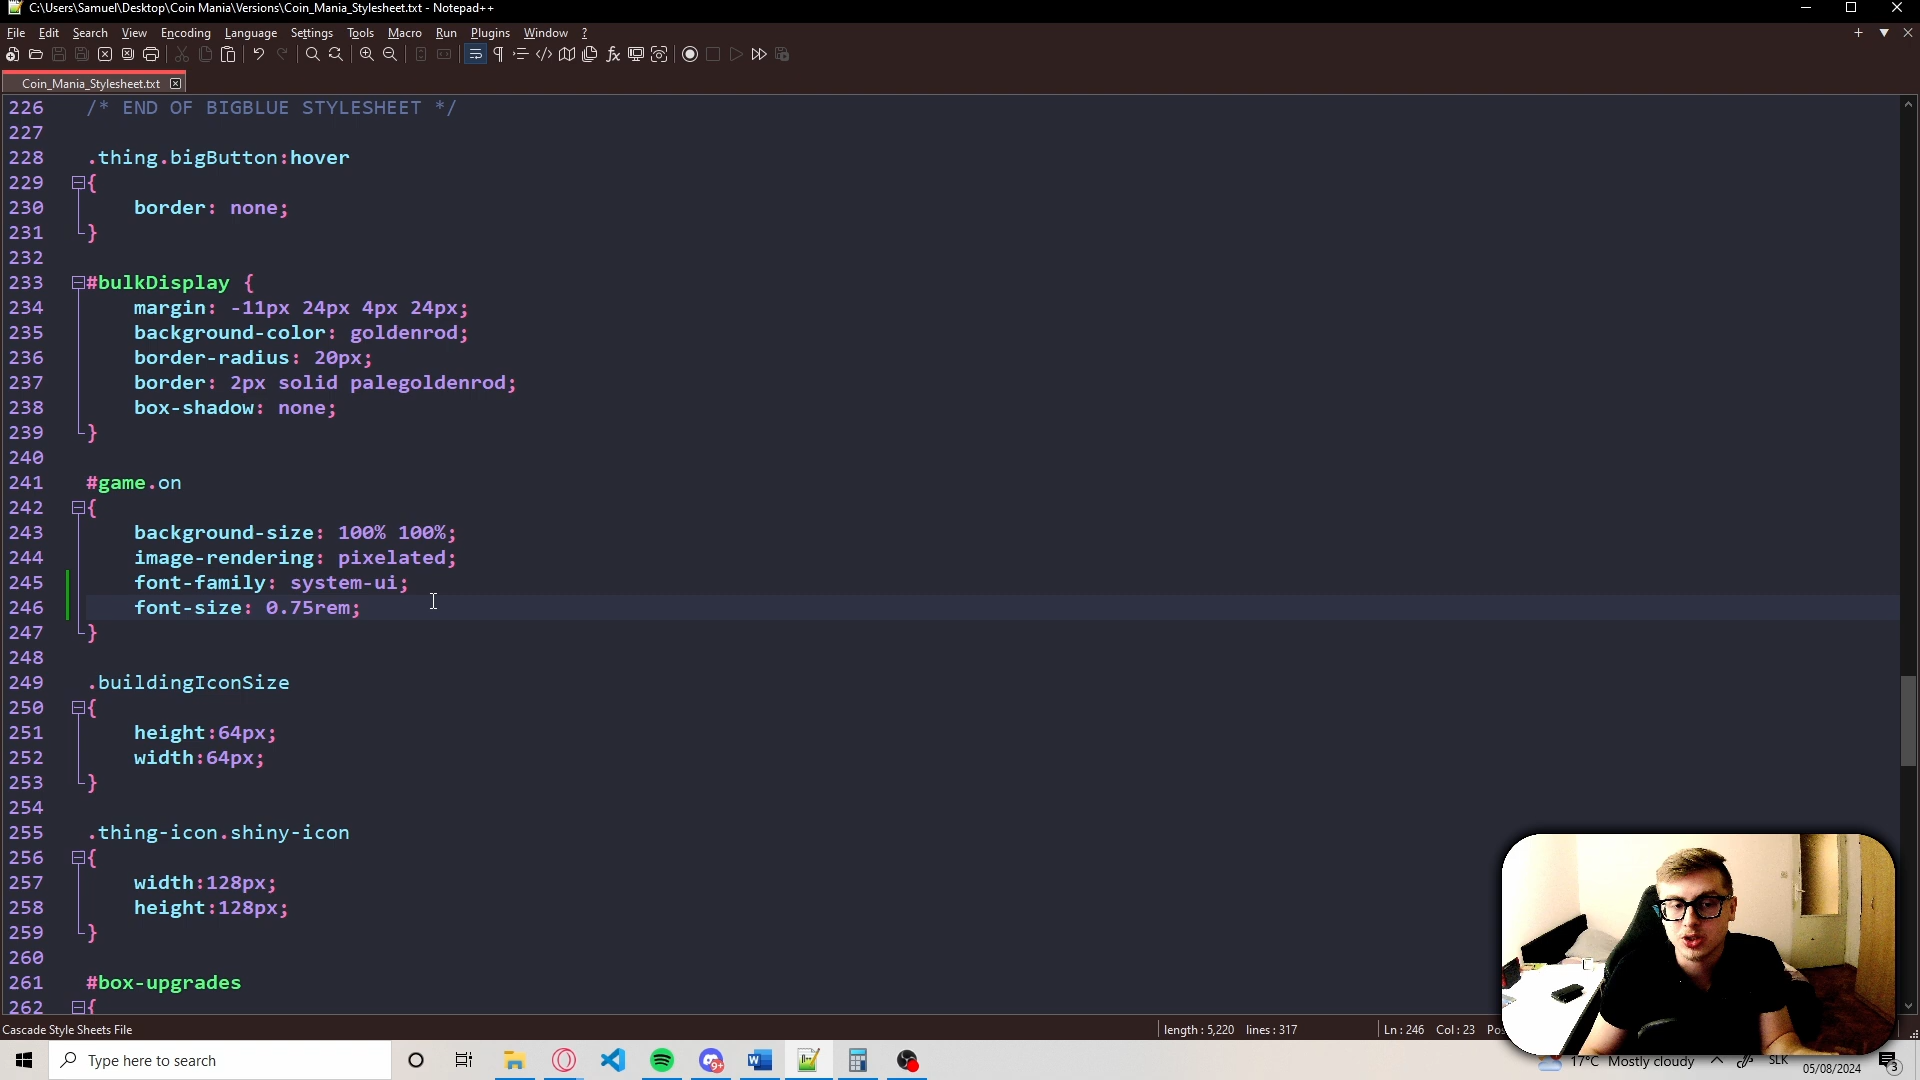 C:\Users\Samuel\Desktop\Coin Mania\Versions\Coin_Mania_Stylesheet.txt - Notepad++
File Edit Search View Encoding Language Settings Tools Macro Run Plugins Window ?
Coin_Mania_Stylesheet.txt
226 /* END OF BIGBLUE STYLESHEET */
227
228 .thing.bigButton:hover
229 {
230 border: none;
231 }
232
233 #bulkDisplay {
234 margin: -11px 24px 4px 24px;
235 background-color: goldenrod;
236 border-radius: 20px;
237 border: 2px solid palegoldenrod;
238 box-shadow: none;
239 }
240
241 #game.on
242 {
243 background-size: 100% 100%;
244 image-rendering: pixelated;
245 font-family: system-ui;
246 font-size: 0.75rem;
247 }
248
249 .buildingIconSize
250 {
251 height:64px;
252 width:64px;
253 }
254
255 .thing-icon.shiny-icon
256 {
257 width:128px;
258 height:128px;
259 }
260
261 #box-upgrades
262 {
Cascade Style Sheets File length : 5,220 lines : 317 Ln : 246 Col : 23
Type here to search 17°C Mostly cloudy SLK 05/08/2024 3